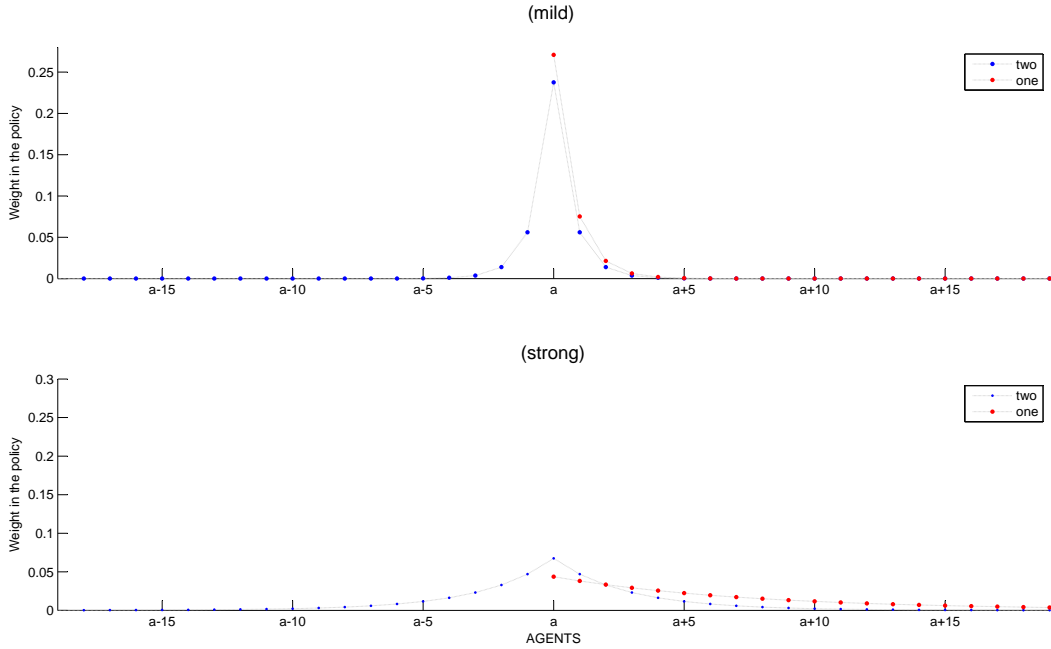 (mild)
Weight in the policy
0.25
0.2
0.15
0.1
0.05
0
a-15
a-10
a-5
a
a+5
a+10
a+15
two
one
(strong)
Weight in the policy
0.3
0.25
0.2
0.15
0.1
0.05
0
a-15
a-10
a-5
a
a+5
a+10
a+15
AGENTS
two
one